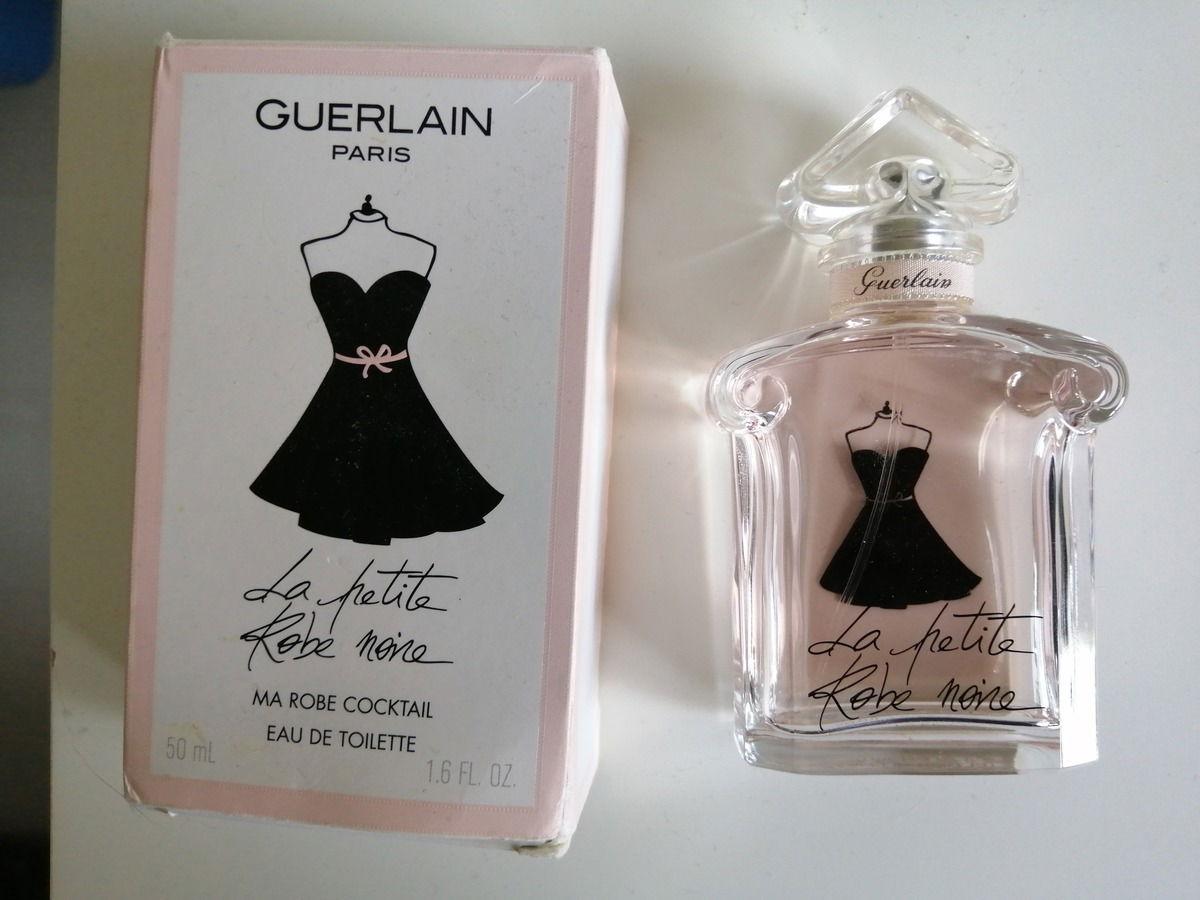 GUERLAIN
PARIS
La petite
Robe noire
MA ROBE COCKTAIL
EAU DE TOILETTE
50 mL
1.6 FL. OZ.
Guerlain
La petite
Robe noire